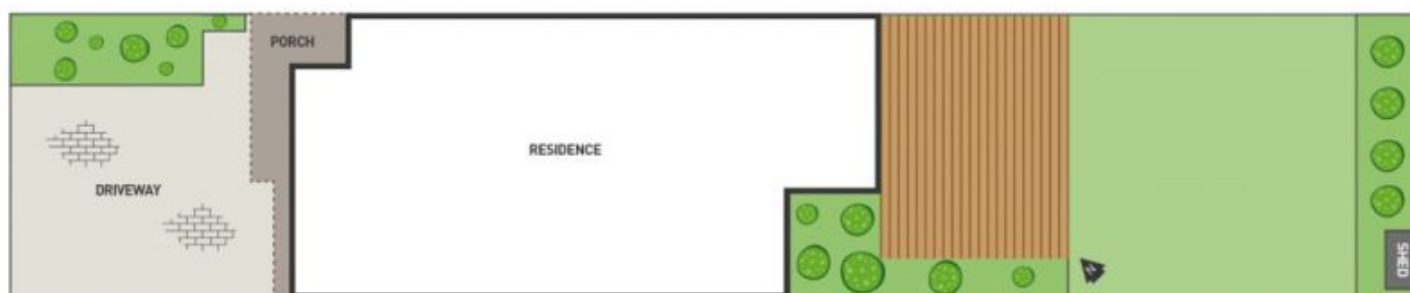 PORCH
RESIDENCE
DRIVEWAY
SHED
N